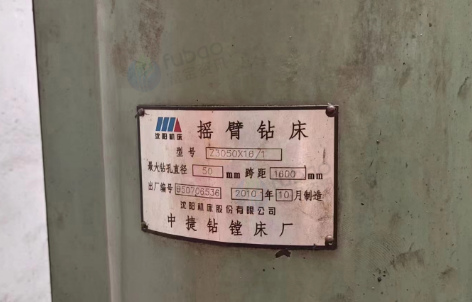 rubao
沈阳机床
摇臂钻床
型号 Z3050X16/1
最大钻孔直径 50 mm 跨距 1600 mm
出厂编号 2010 年 10 月制造
沈阳机床股份有限公司
中捷钻镗床厂